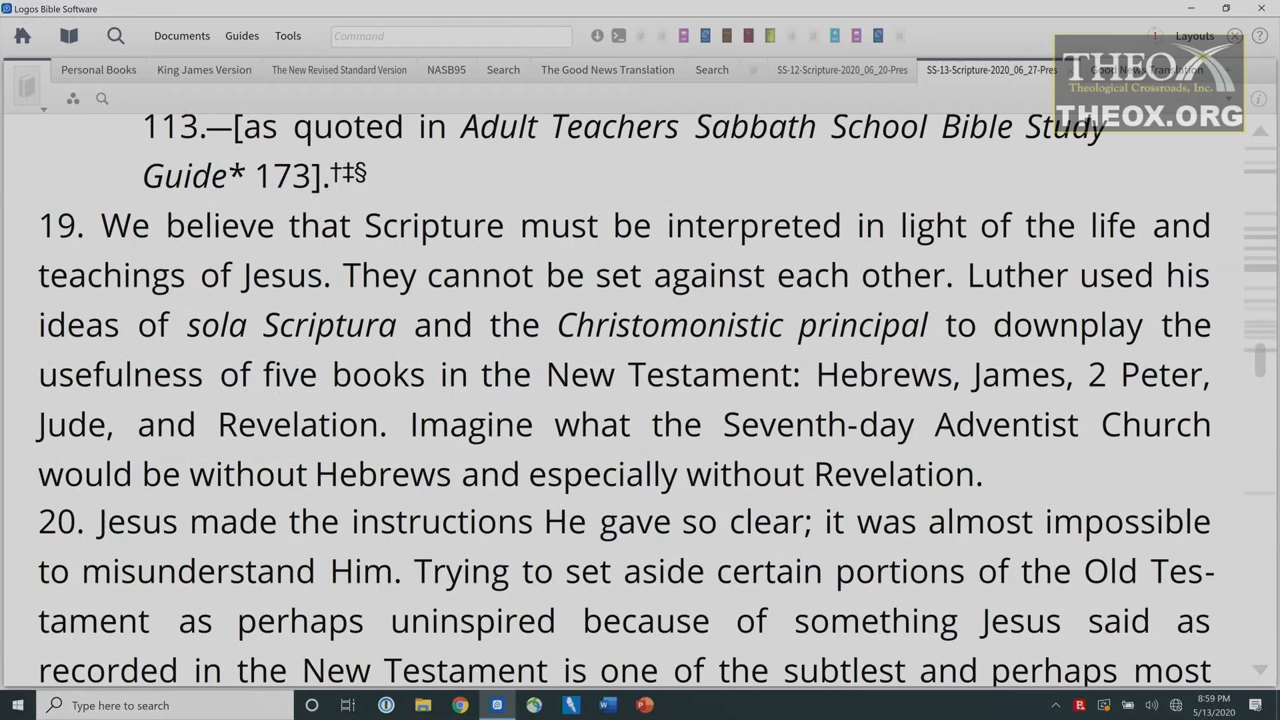 Logos Bible Software
Documents Guides Tools Command Layouts
Personal Books King James Version The New Revised Standard Version NASB95 Search The Good News Translation Search SS-12-Scripture-2020_06_20-Pres SS-13-Scripture-2020_06_27-Pres Good News Translation
THEOX
Theological Crossroads, Inc.
THEOX.ORG
113.—[as quoted in Adult Teachers Sabbath School Bible Study
Guide* 173].†‡§
19. We believe that Scripture must be interpreted in light of the life and
teachings of Jesus. They cannot be set against each other. Luther used his
ideas of sola Scriptura and the Christomonistic principal to downplay the
usefulness of five books in the New Testament: Hebrews, James, 2 Peter,
Jude, and Revelation. Imagine what the Seventh-day Adventist Church
would be without Hebrews and especially without Revelation.
20. Jesus made the instructions He gave so clear; it was almost impossible
to misunderstand Him. Trying to set aside certain portions of the Old Tes-
tament as perhaps uninspired because of something Jesus said as
recorded in the New Testament is one of the subtlest and perhaps most
Type here to search
8:59 PM
5/13/2020